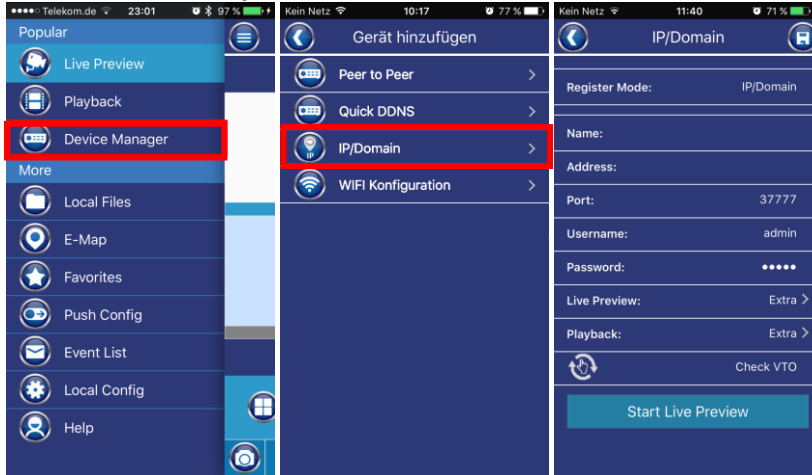 Telekom.de 23:01 97 %
Popular
Live Preview
Playback
Device Manager
More
Local Files
E-Map
Favorites
Push Config
Event List
Local Config
Help
Kein Netz 10:17 77 %
Gerät hinzufügen
Peer to Peer
Quick DDNS
IP
IP/Domain
WIFI Konfiguration
Kein Netz 11:40 71 %
IP/Domain
Register Mode: IP/Domain
Name:
Address:
Port: 37777
Username: admin
Password: •••••
Live Preview: Extra >
Playback: Extra >
Check VTO
Start Live Preview